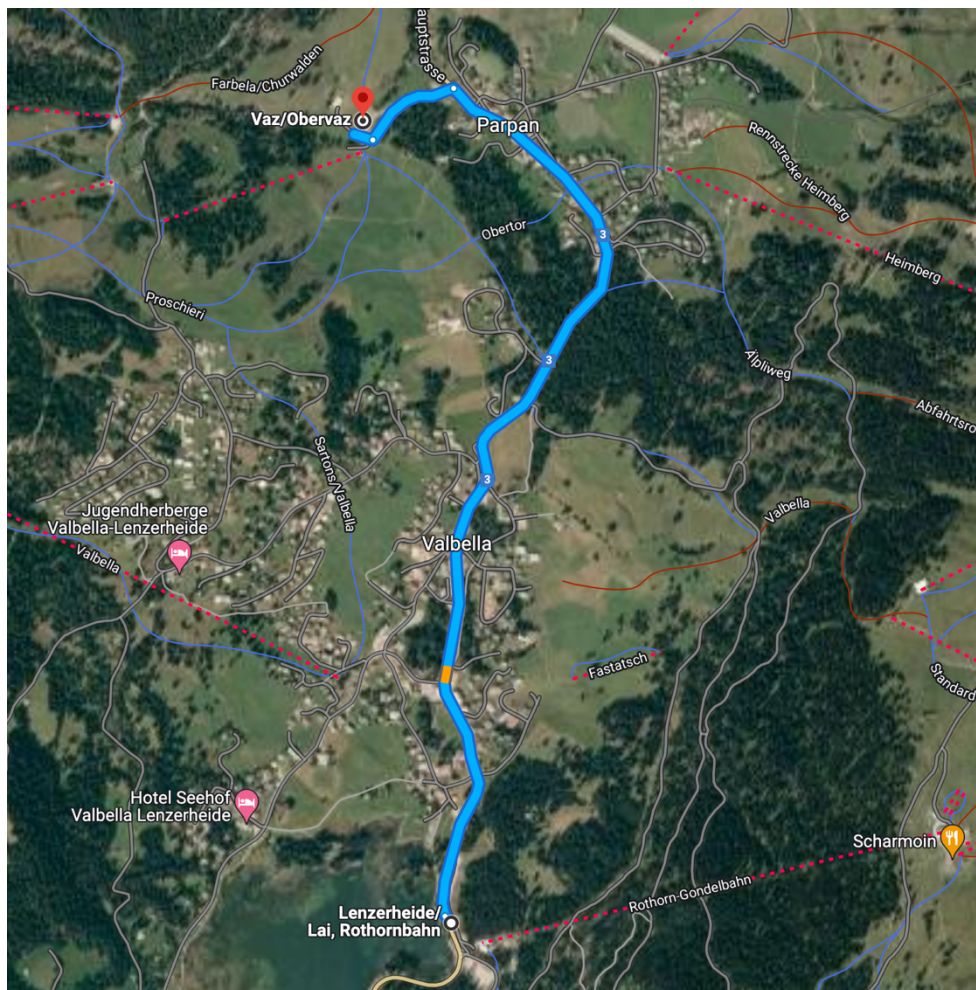 auptstrasse
Farbela/Churwalden
Vaz/Obervaz
Parpan
Rennstrecke Heimberg
3
Obertor
Heimberg
Proschieri
3
Älpliweg
Abfahrtsro
Sartons/Valbella
3
Jugendherberge
Valbella-Lenzerheide
Valbella
Valbella
Valbella
Fastatsch
Standard
Hotel Seehof
Valbella Lenzerheide
Scharmoin
Rothorn-Gondelbahn
Lenzerheide/
Lai, Rothornbahn